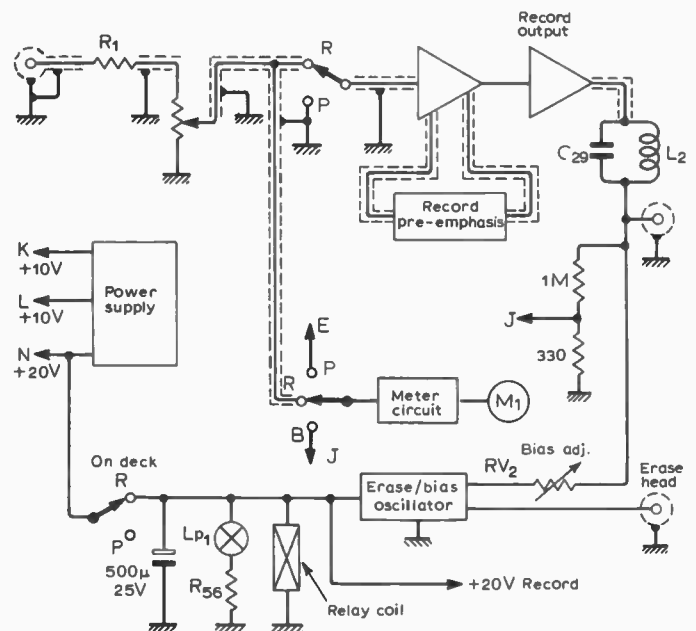 R1
R
P
Record
output
C29
L2
Record
pre-emphasis
K
+10V
L
+10V
N
+20V
Power
supply
1M
J
330
E
P
R
B
J
Meter
circuit
M1
On deck
R
P
500μ
25V
Lp1
R56
Relay coil
Erase/bias
oscillator
RV2
Bias adj.
Erase
head
+20V Record